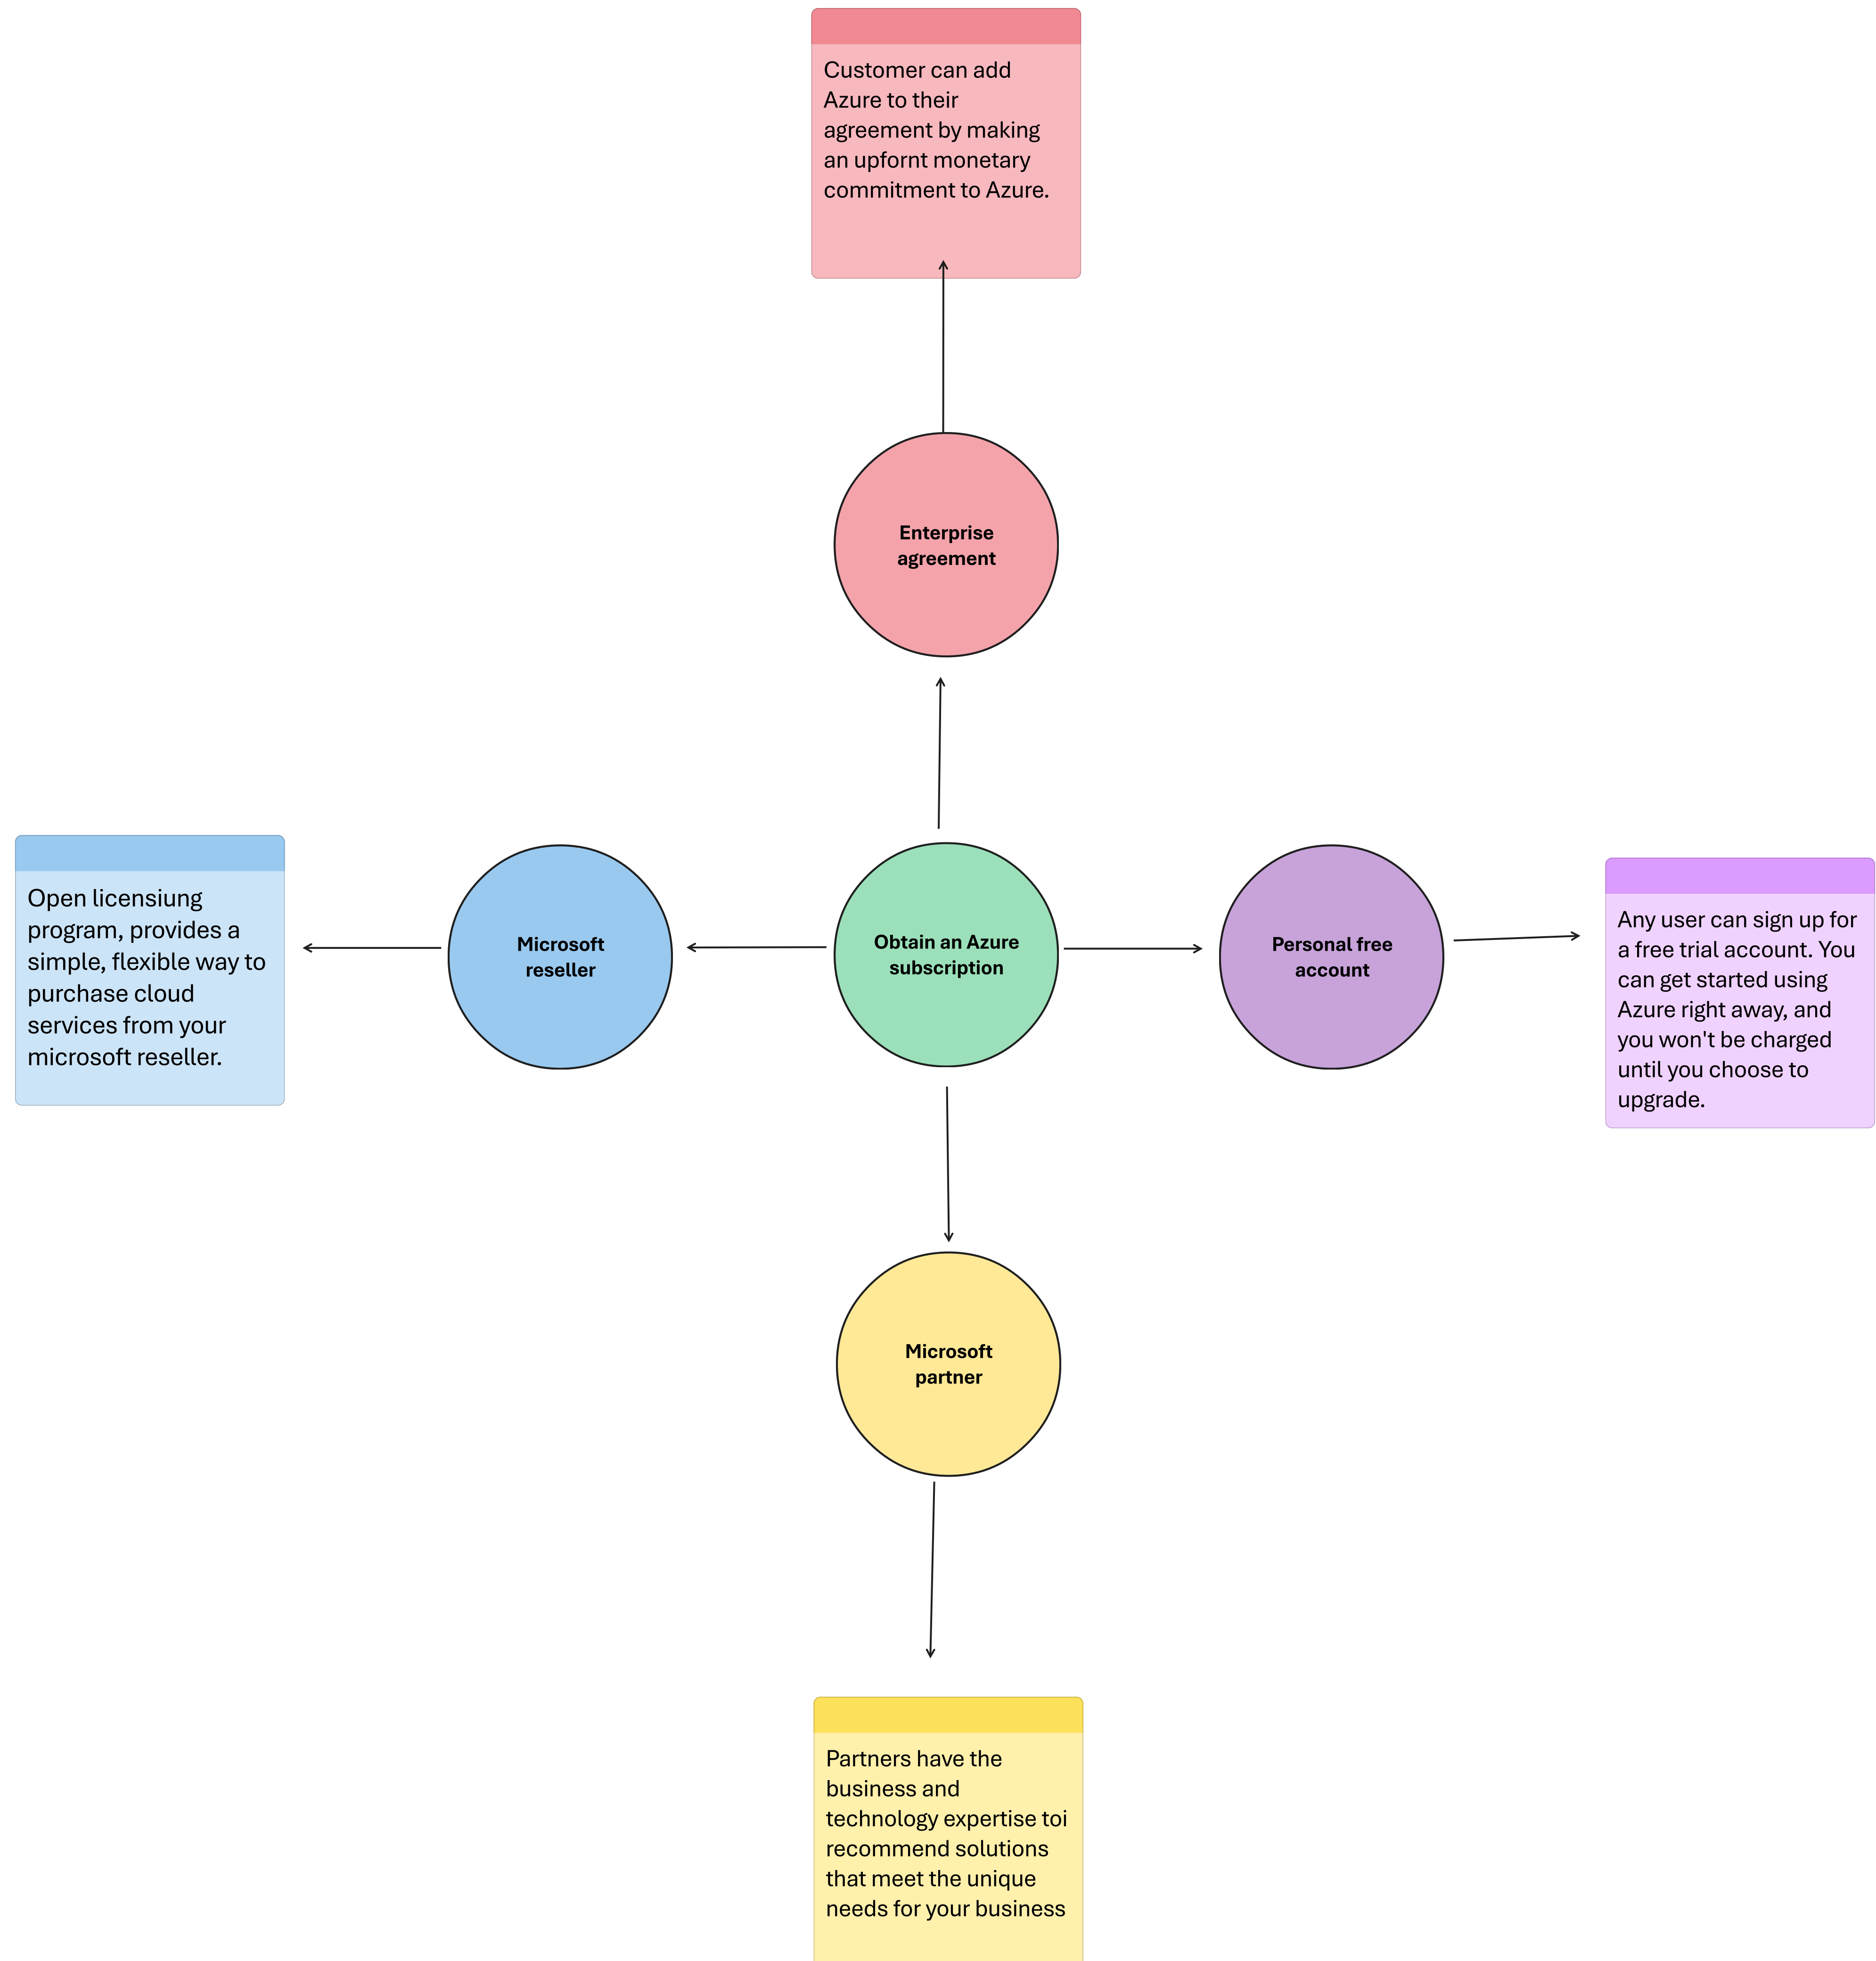 Customer can add
Azure to their
agreement by making
an upfornt monetary
commitment to Azure.
Enterprise
agreement
Open licensiung
program, provides a
simple, flexible way to
purchase cloud
services from your
microsoft reseller.
Microsoft
reseller
Obtain an Azure
subscription
Personal free
account
Any user can sign up for
a free trial account. You
can get started using
Azure right away, and
you won't be charged
until you choose to
upgrade.
Microsoft
partner
Partners have the
business and
technology expertise toi
recommend solutions
that meet the unique
needs for your business